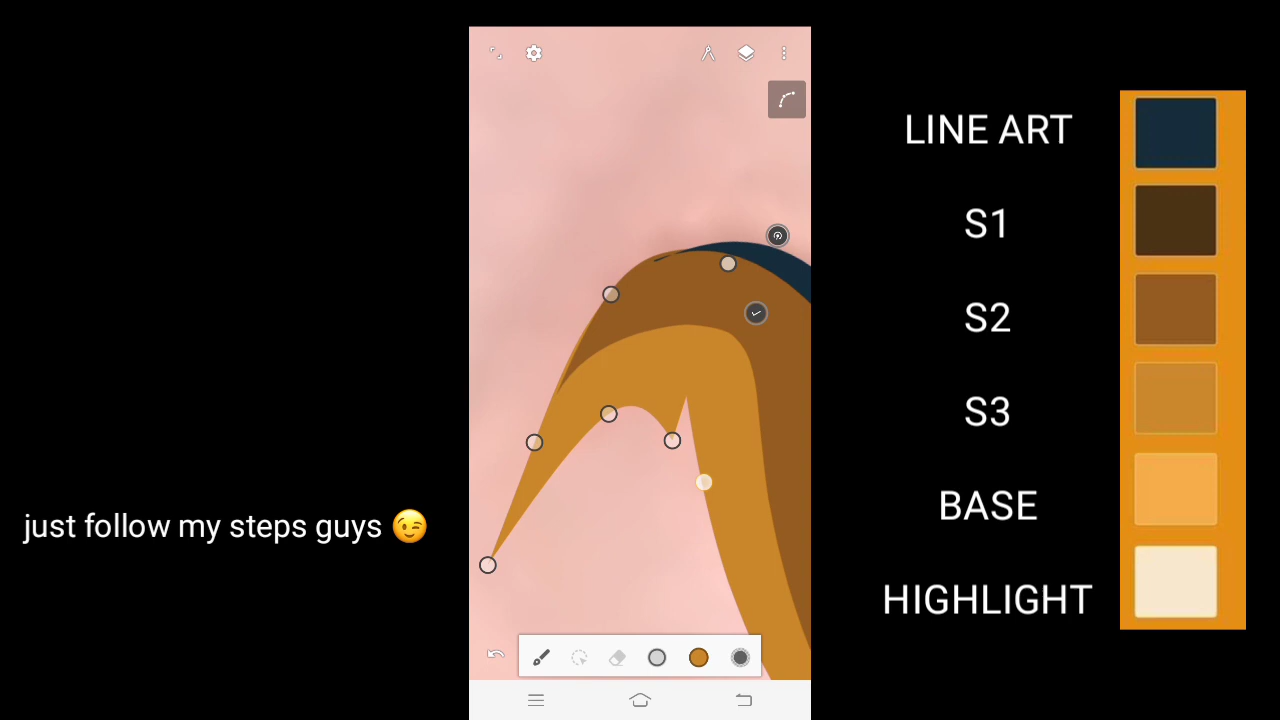 just follow my steps guys 😉
LINE ART
S1
S2
S3
BASE
HIGHLIGHT